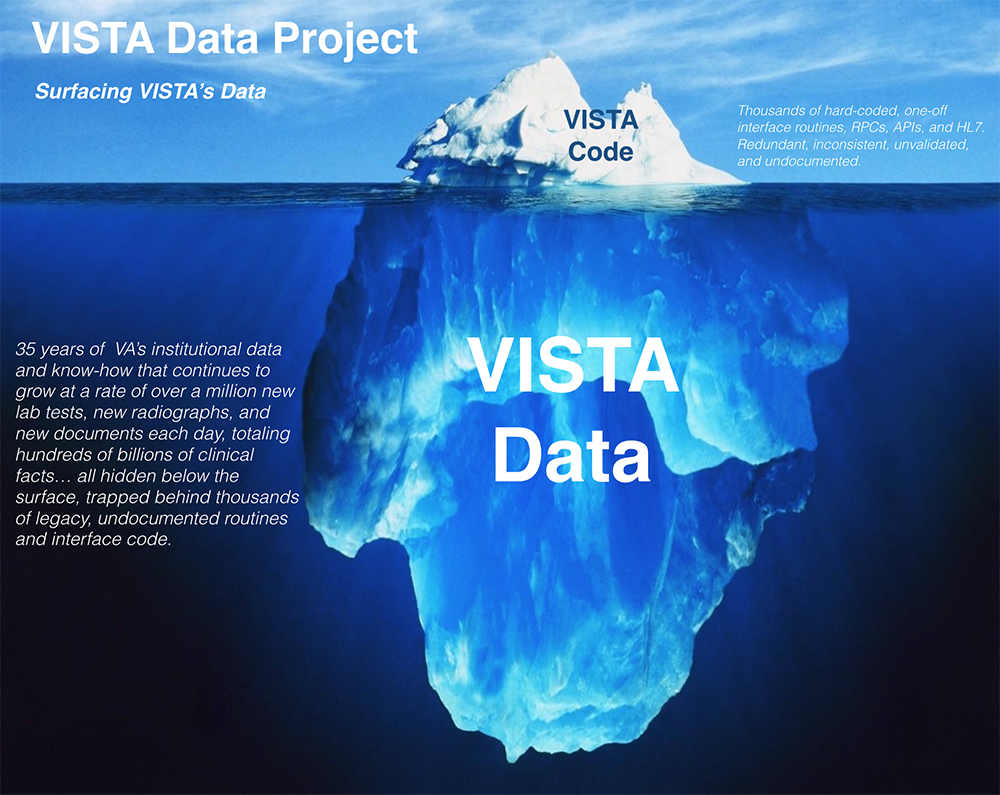 VISTA Data Project
Surfacing VISTA's Data
VISTA
Code
Thousands of hard-coded, one-off
interface routines, RPCs, APIs, and HL7.
Redundant, inconsistent, unvalidated,
and undocumented.
VISTA
Data
35 years of  VA's institutional data
and know-how that continues to
grow at a rate of over a million new
lab tests, new radiographs, and
new documents each day, totaling
hundreds of billions of clinical
facts… all hidden below the
surface, trapped behind thousands
of legacy, undocumented routines
and interface code.